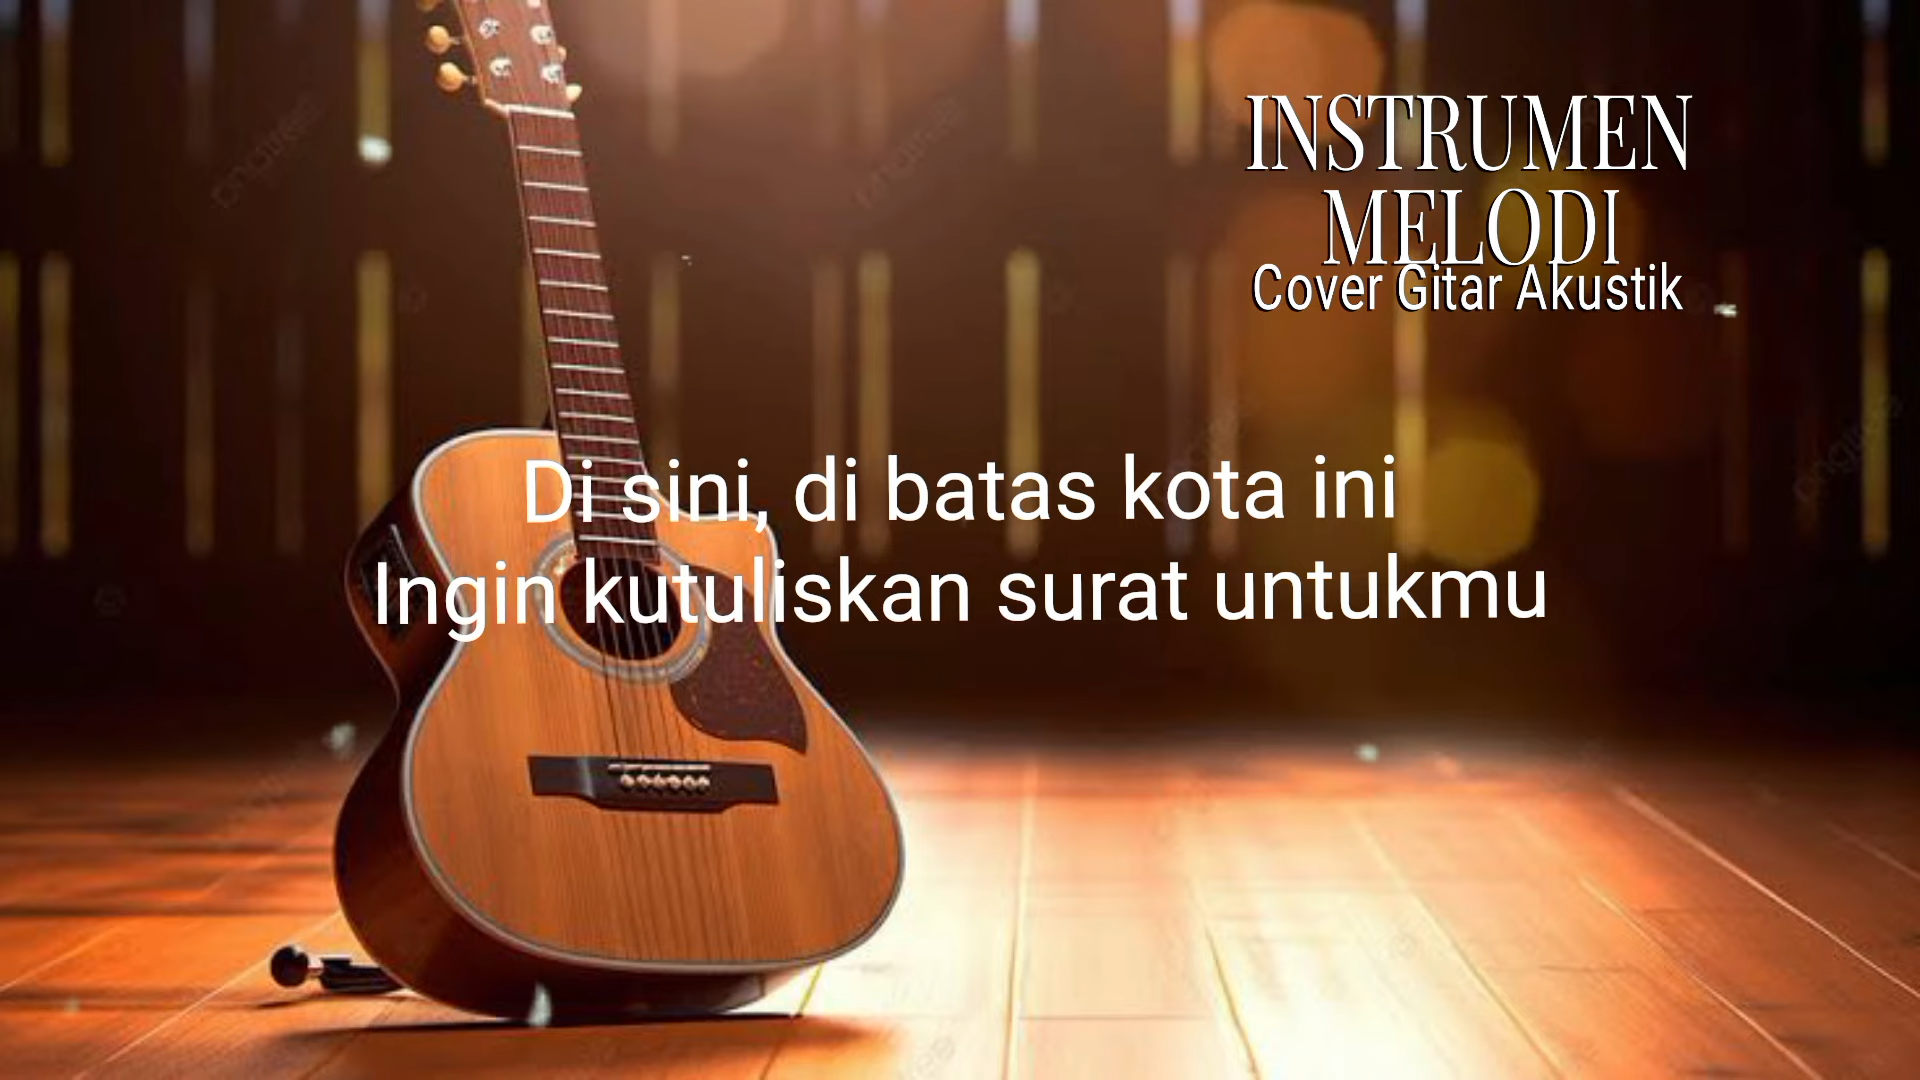 INSTRUMEN
MELODI
Cover Gitar Akustik
Di sini, di batas kota ini
Ingin kutuliskan surat untukmu